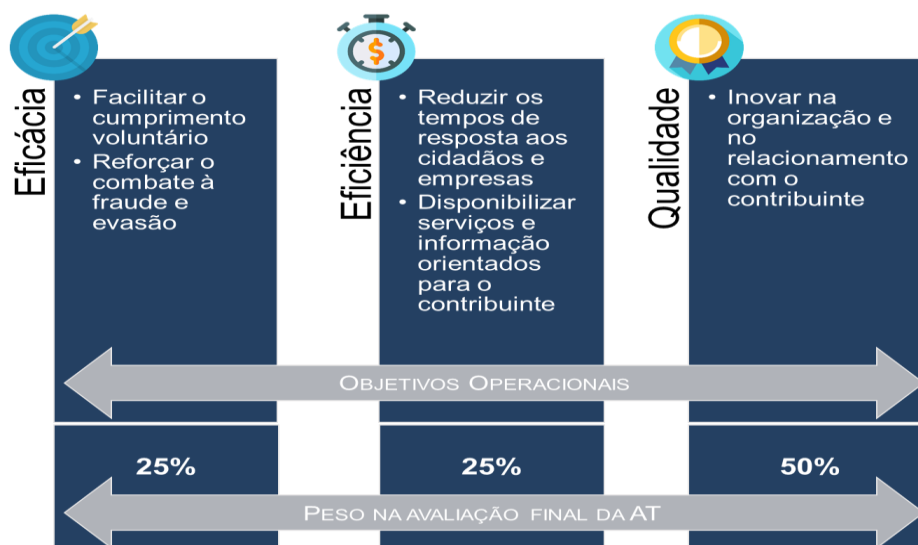 Eficácia
• Facilitar o
cumprimento
voluntário
• Reforçar o
combate à
fraude e
evasão
Eficiência
• Reduzir os
tempos de
resposta aos
cidadãos e
empresas
• Disponibilizar
serviços e
informação
orientados
para o
contribuinte
Qualidade
• Inovar na
organização e
no
relacionamento
com o
contribuinte
OBJETIVOS OPERACIONAIS
25%
25%
50%
PESO NA AVALIAÇÃO FINAL DA AT